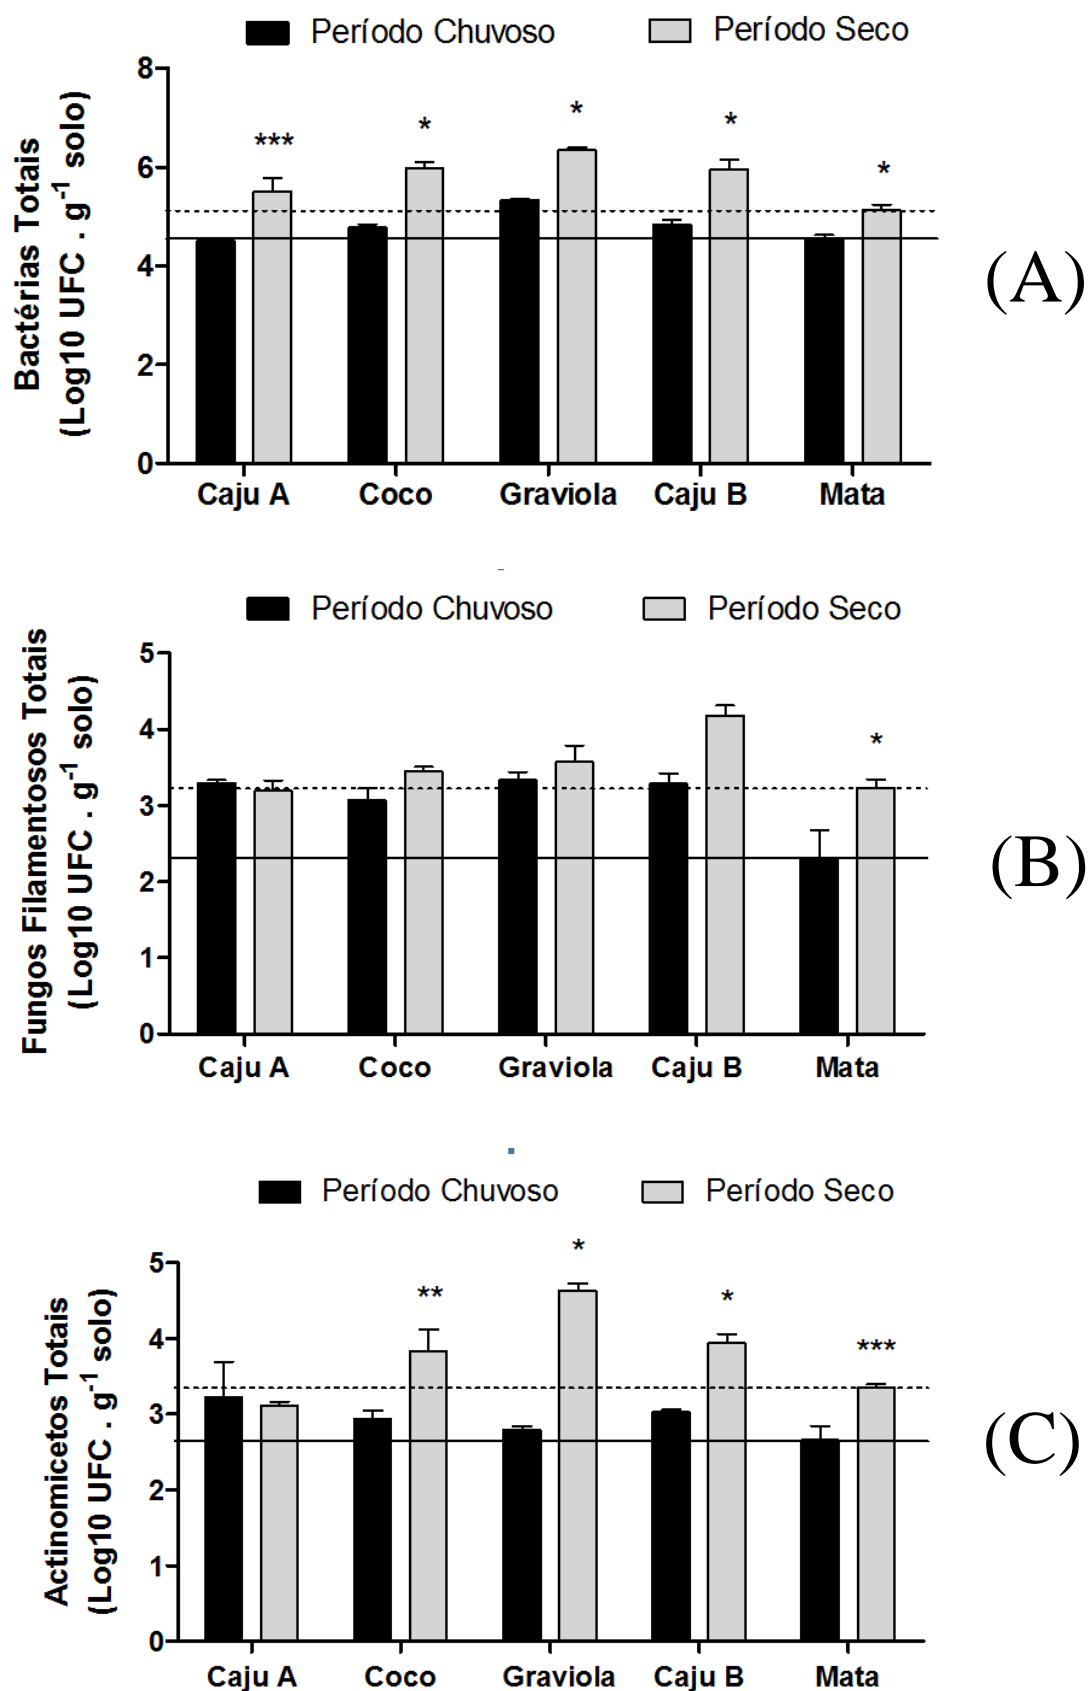 Período Chuvoso Período Seco
Bactérias Totais
(Log10 UFC . g⁻¹ solo)
8
6
4
2
0
*** * * * *
Caju A Coco Graviola Caju B Mata
(A)
Período Chuvoso Período Seco
Fungos Filamentosos Totais
(Log10 UFC . g⁻¹ solo)
5
4
3
2
1
0
*
Caju A Coco Graviola Caju B Mata
(B)
Período Chuvoso Período Seco
Actinomicetos Totais
(Log10 UFC . g⁻¹ solo)
5
4
3
2
1
0
** * * ***
Caju A Coco Graviola Caju B Mata
(C)